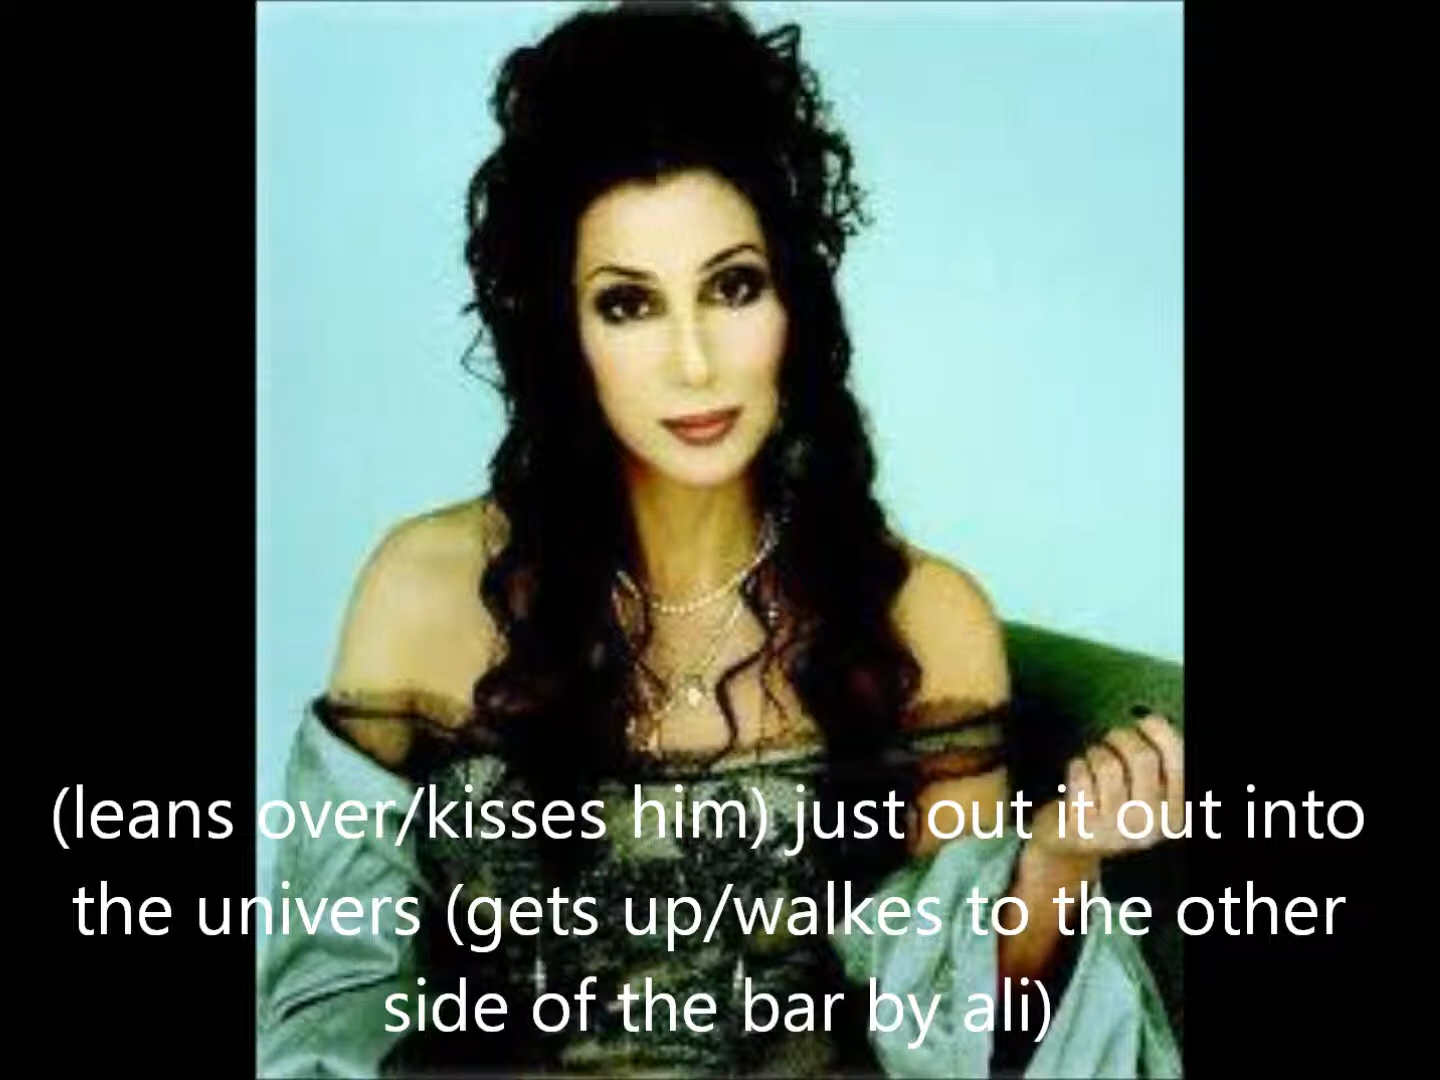 (leans over/kisses him) just out it out into
the univers (gets up/walkes to the other
side of the bar by ali)